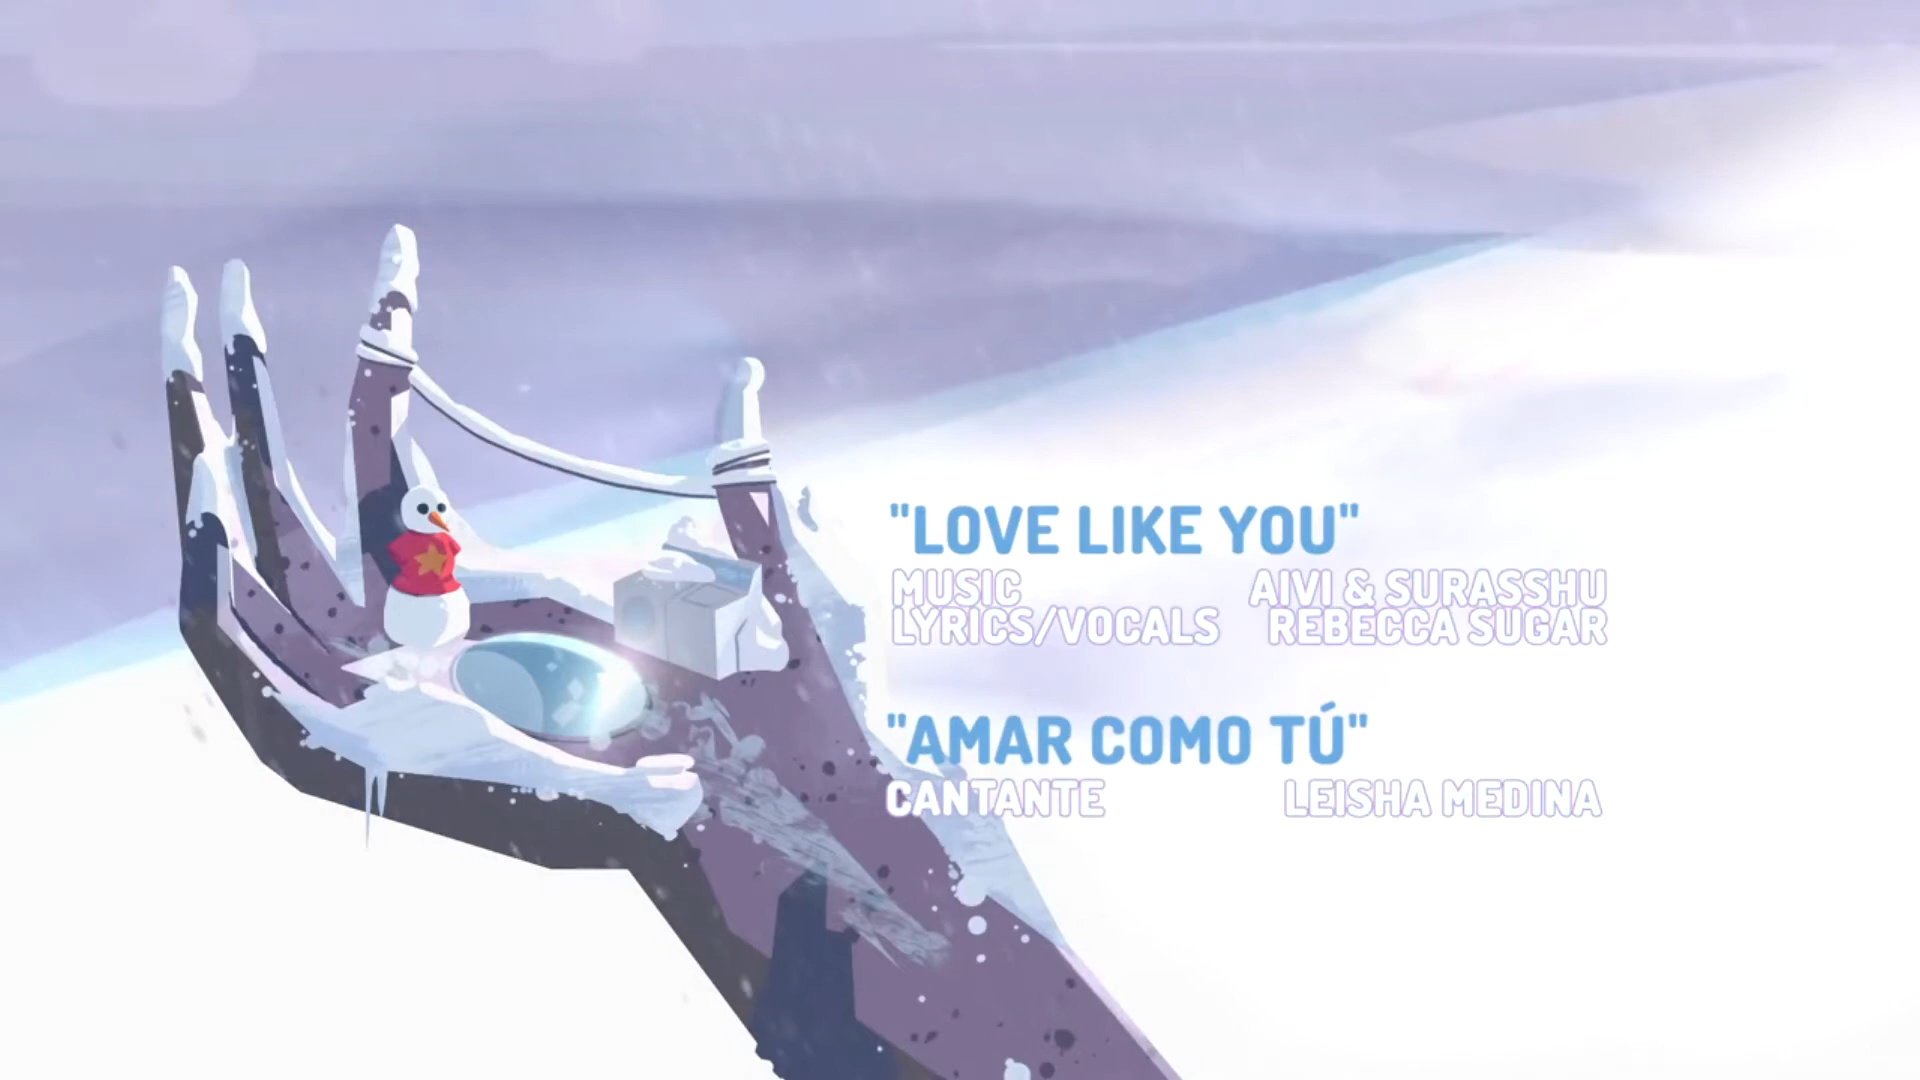 "LOVE LIKE YOU"
MUSIC AIVI & SURASSHU
LYRICS/VOCALS REBECCA SUGAR
"AMAR COMO TÚ"
CANTANTE LEISHA MEDINA